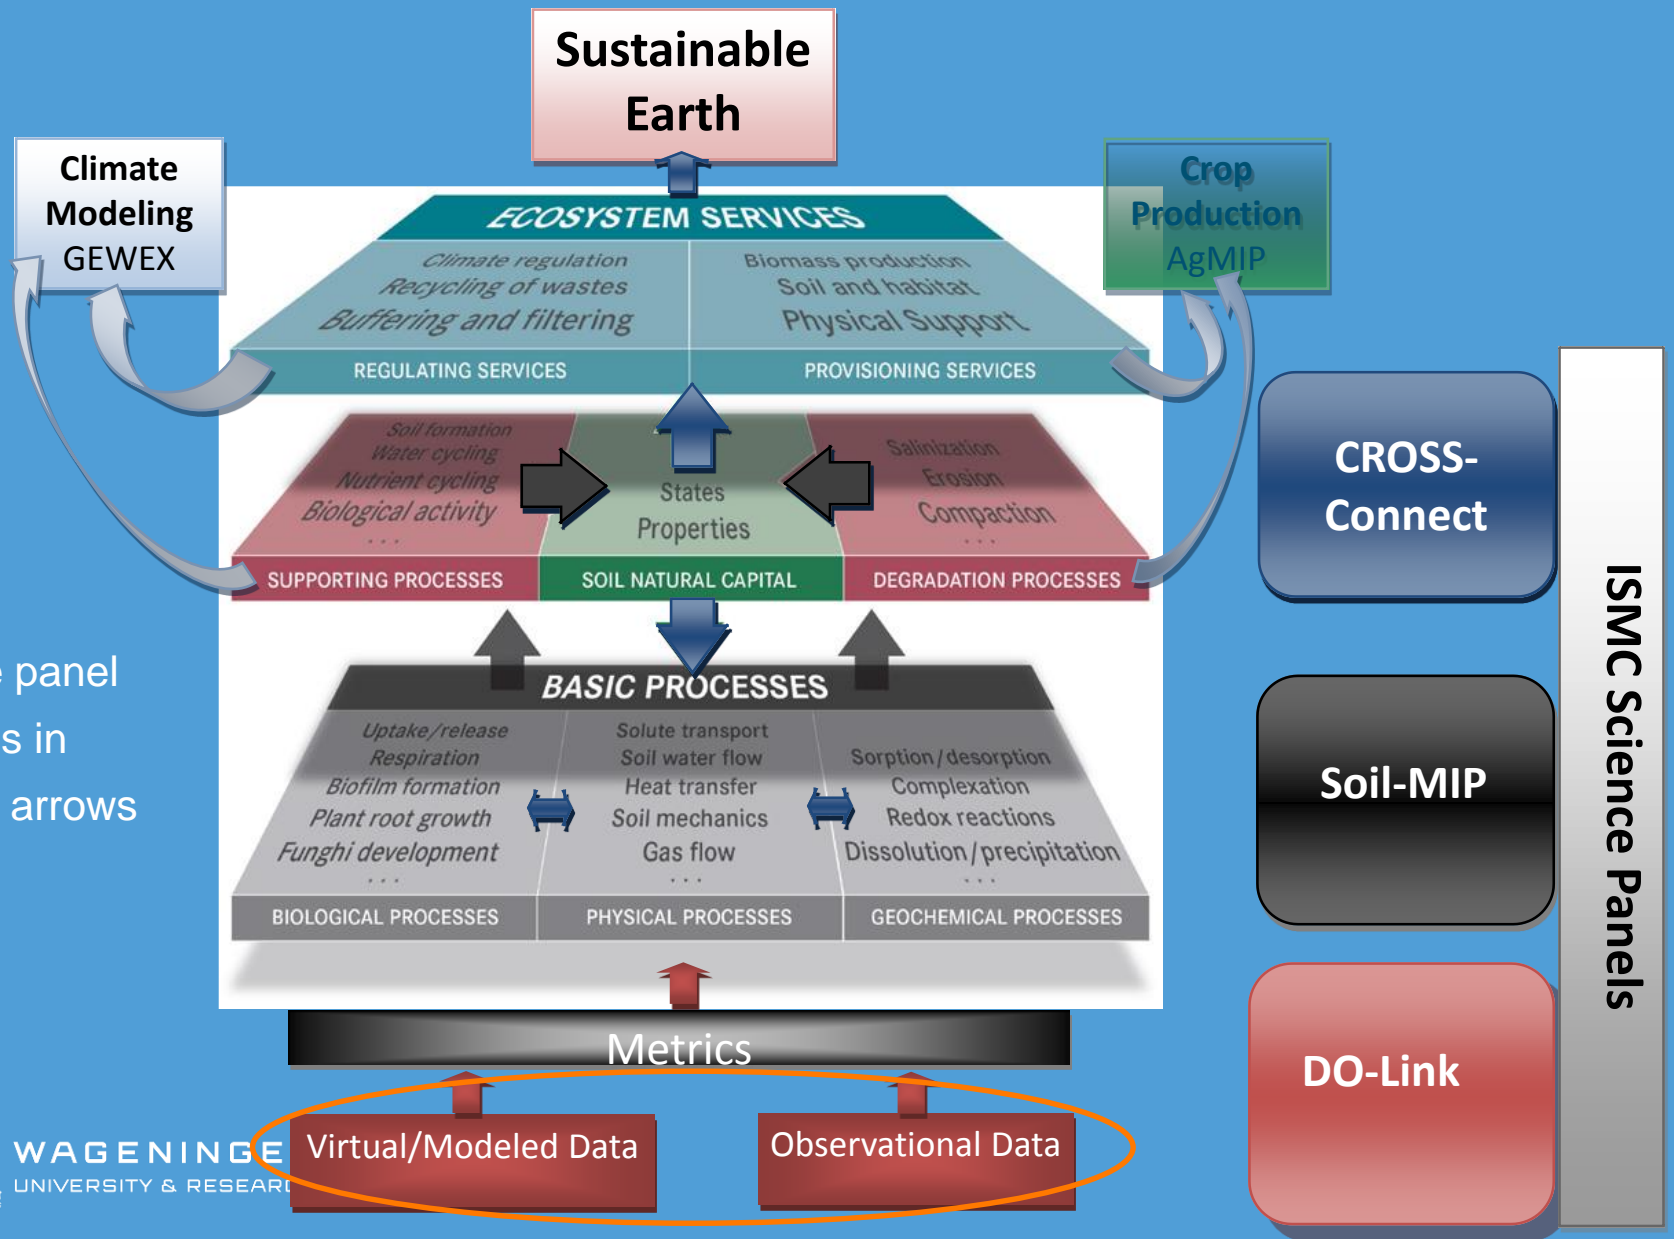 Sustainable
Earth
Climate
Modeling
GEWEX
Crop
Production
AgMIP
ECOSYSTEM SERVICES
Climate regulation
Recycling of wastes
Buffering and filtering
Biomass production
Soil and habitat
Physical Support
REGULATING SERVICES
PROVISIONING SERVICES
Soil formation
Water cycling
Nutrient cycling
Biological activity
. . .
States
Properties
Salinization
Erosion
Compaction
. . .
SUPPORTING PROCESSES
SOIL NATURAL CAPITAL
DEGRADATION PROCESSES
panel
s in
arrows
BASIC PROCESSES
Uptake/release
Respiration
Biofilm formation
Plant root growth
Funghi development
. . .
Solute transport
Soil water flow
Heat transfer
Soil mechanics
Gas flow
. . .
Sorption/desorption
Complexation
Redox reactions
Dissolution/precipitation
. . .
BIOLOGICAL PROCESSES
PHYSICAL PROCESSES
GEOCHEMICAL PROCESSES
Metrics
Virtual/Modeled Data
Observational Data
WAGENINGE
UNIVERSITY & RESEARC
CROSS-
Connect
Soil-MIP
DO-Link
ISMC Science Panels